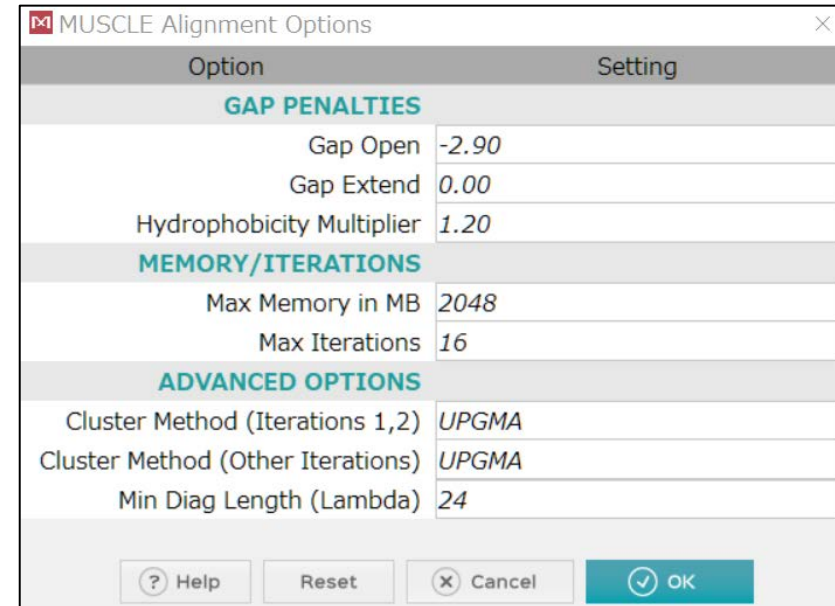 MUSCLE Alignment Options
Option Setting
GAP PENALTIES
Gap Open -2.90
Gap Extend 0.00
Hydrophobicity Multiplier 1.20
MEMORY/ITERATIONS
Max Memory in MB 2048
Max Iterations 16
ADVANCED OPTIONS
Cluster Method (Iterations 1,2) UPGMA
Cluster Method (Other Iterations) UPGMA
Min Diag Length (Lambda) 24
? Help Reset Cancel OK